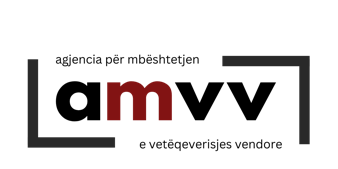 agjencia për mbështetjen
amvv
e vetëqeverisjes vendore